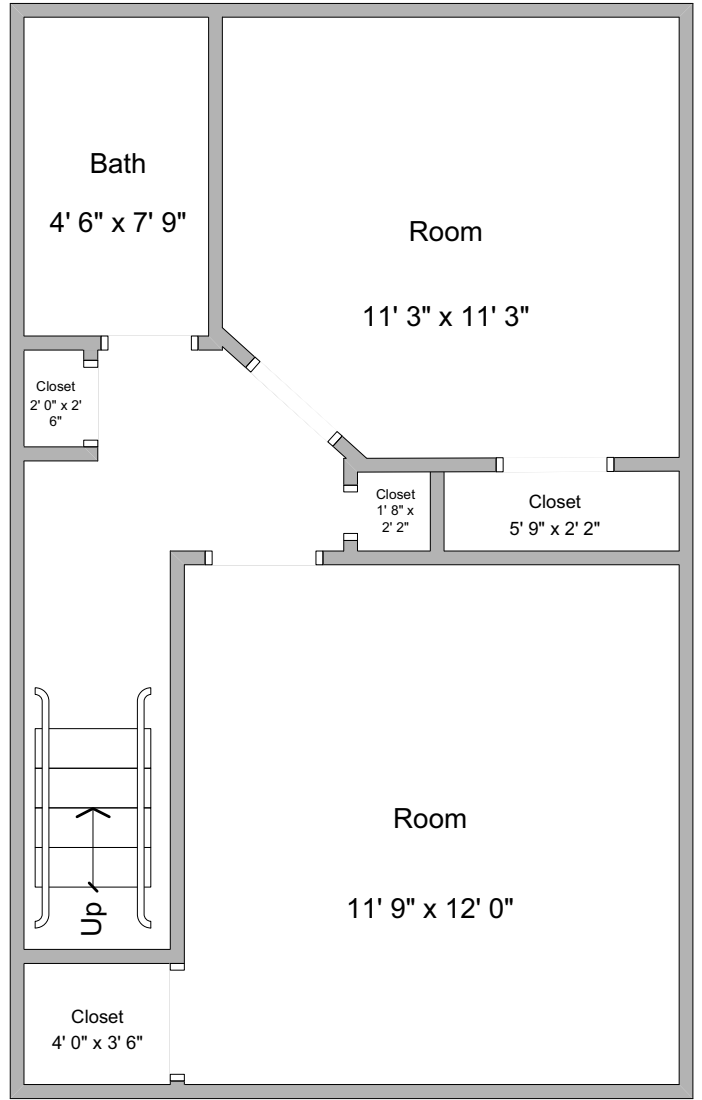 Bath
4' 6" x 7' 9"
Room
11' 3" x 11' 3"
Closet
2' 0" x 2'
6"
Closet
1' 8" x
2' 2"
Closet
5' 9" x 2' 2"
Room
11' 9" x 12' 0"
Up
Closet
4' 0" x 3' 6"